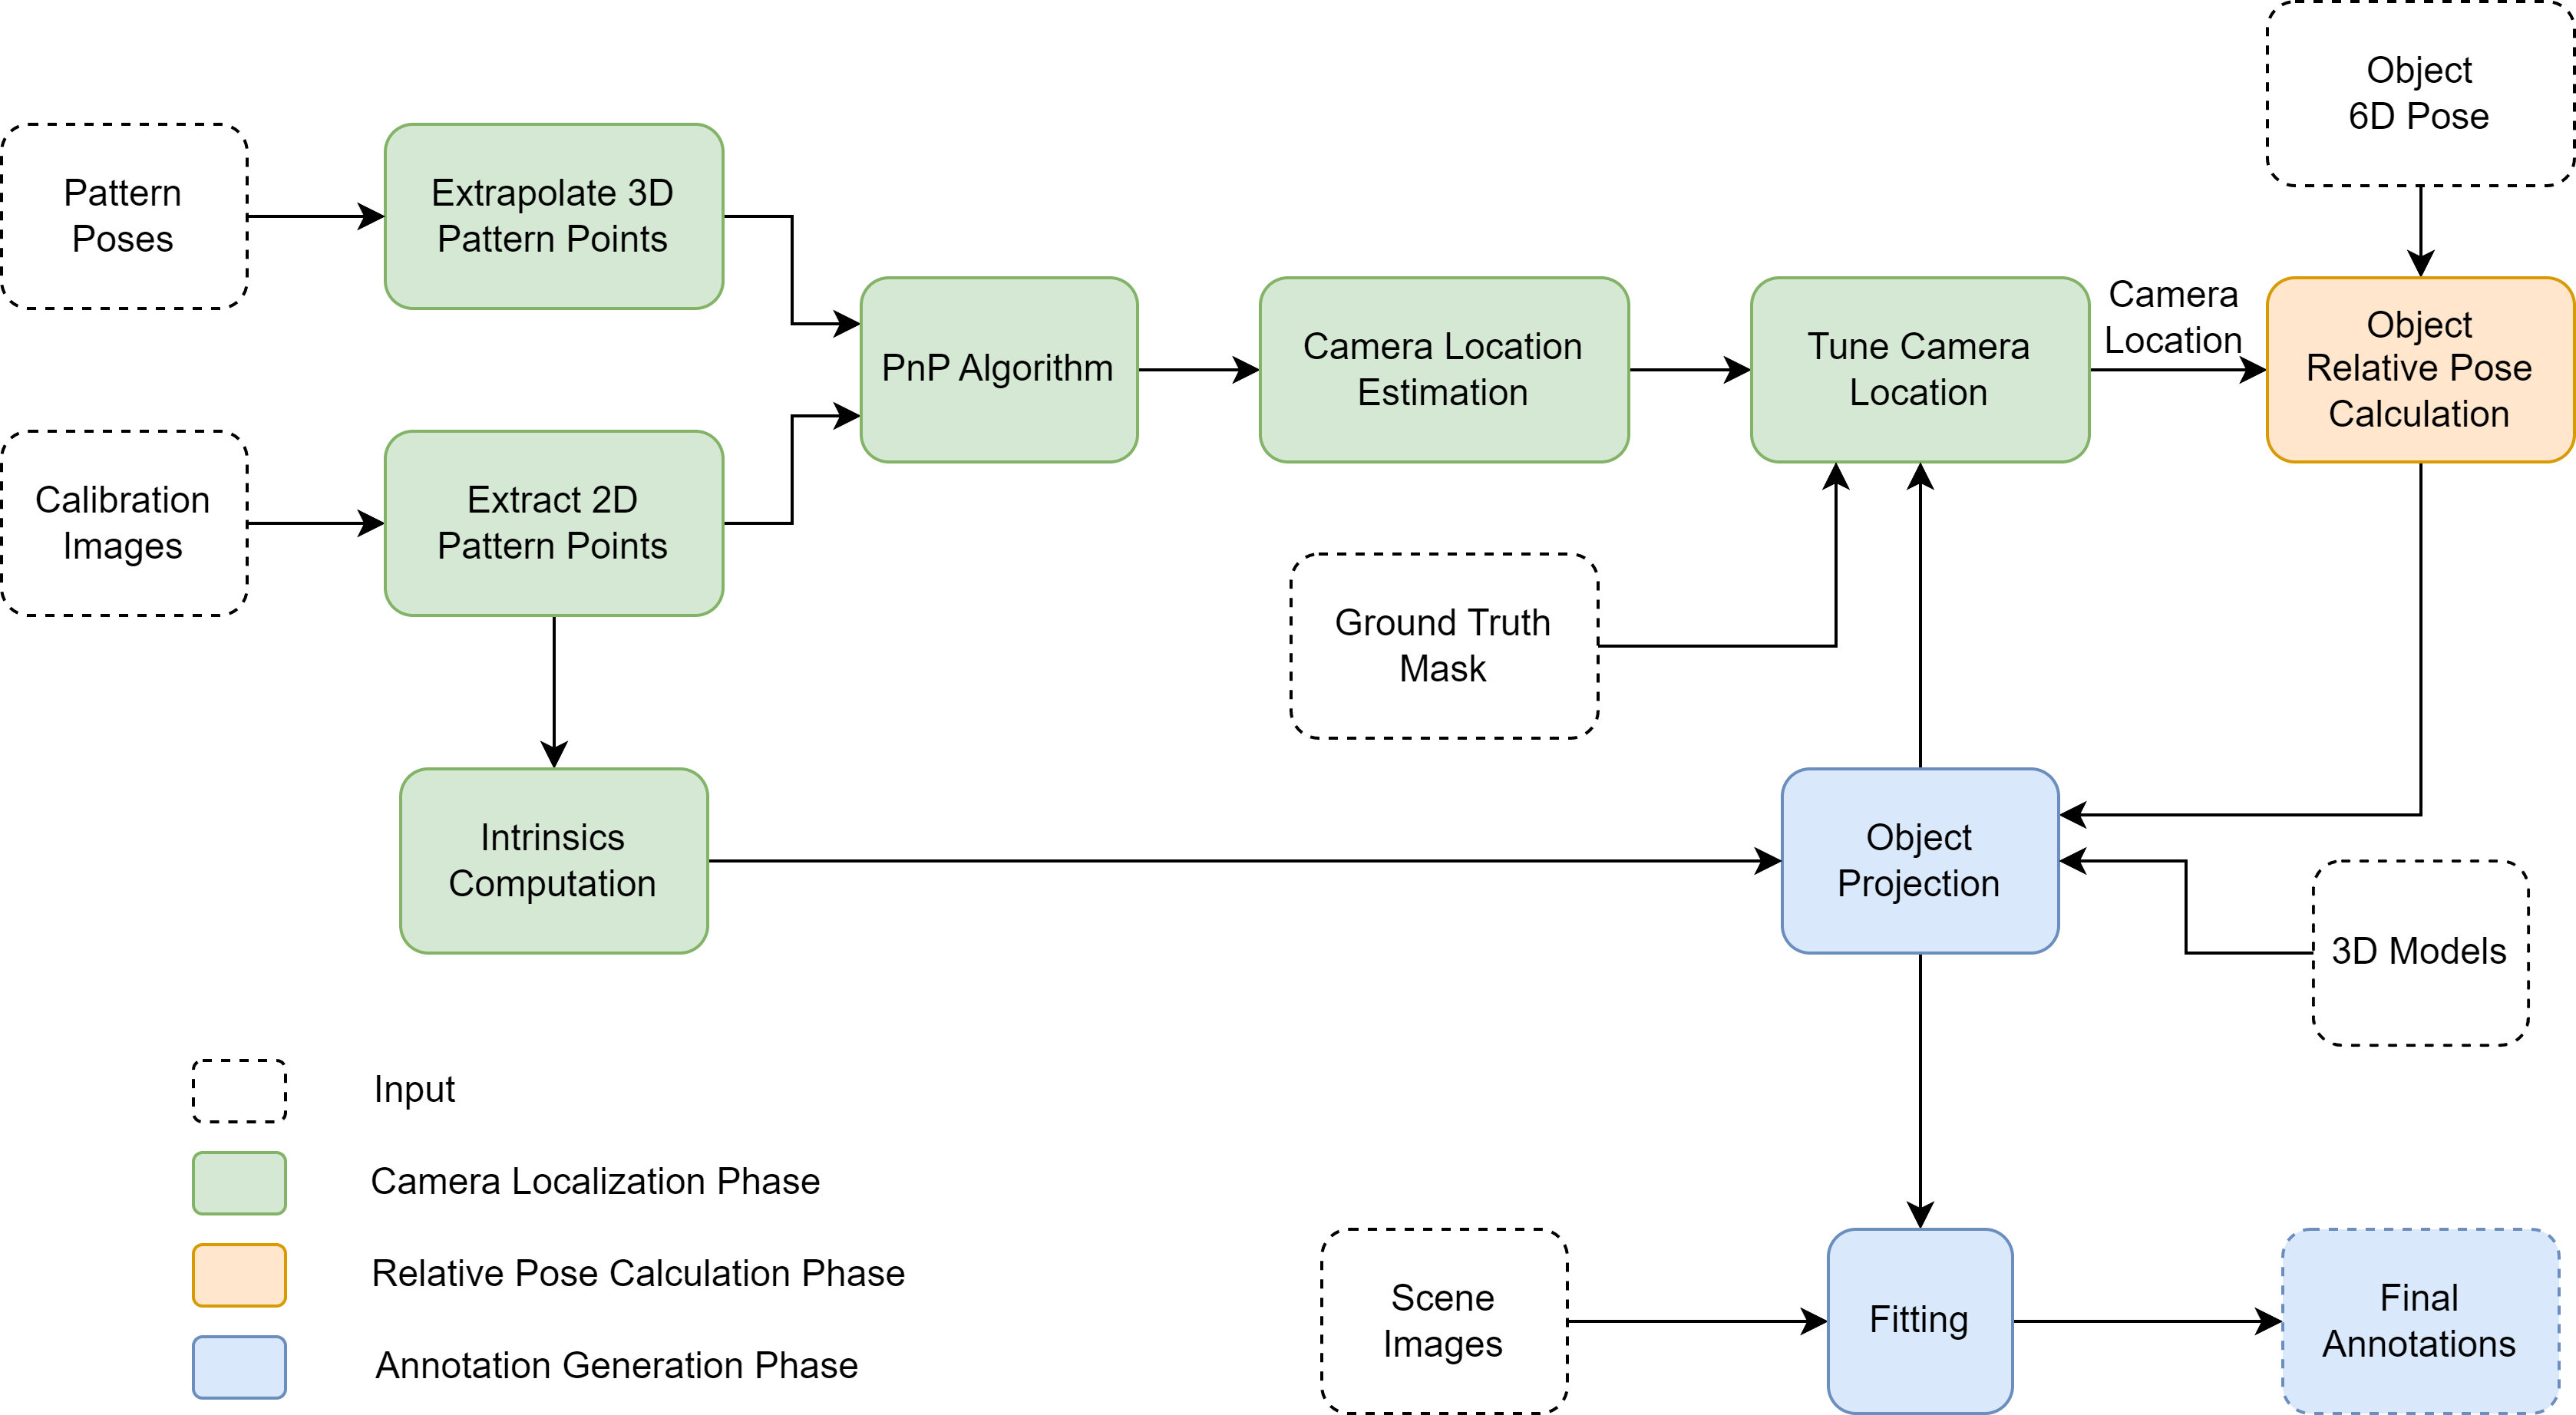 Object
6D Pose
Pattern
Poses
Extrapolate 3D
Pattern Points
PnP Algorithm
Camera Location
Estimation
Tune Camera
Location
Camera
Location
Object
Relative Pose
Calculation
Calibration
Images
Extract 2D
Pattern Points
Ground Truth
Mask
Intrinsics
Computation
Object
Projection
3D Models
Input
Camera Localization Phase
Relative Pose Calculation Phase
Annotation Generation Phase
Scene
Images
Fitting
Final
Annotations